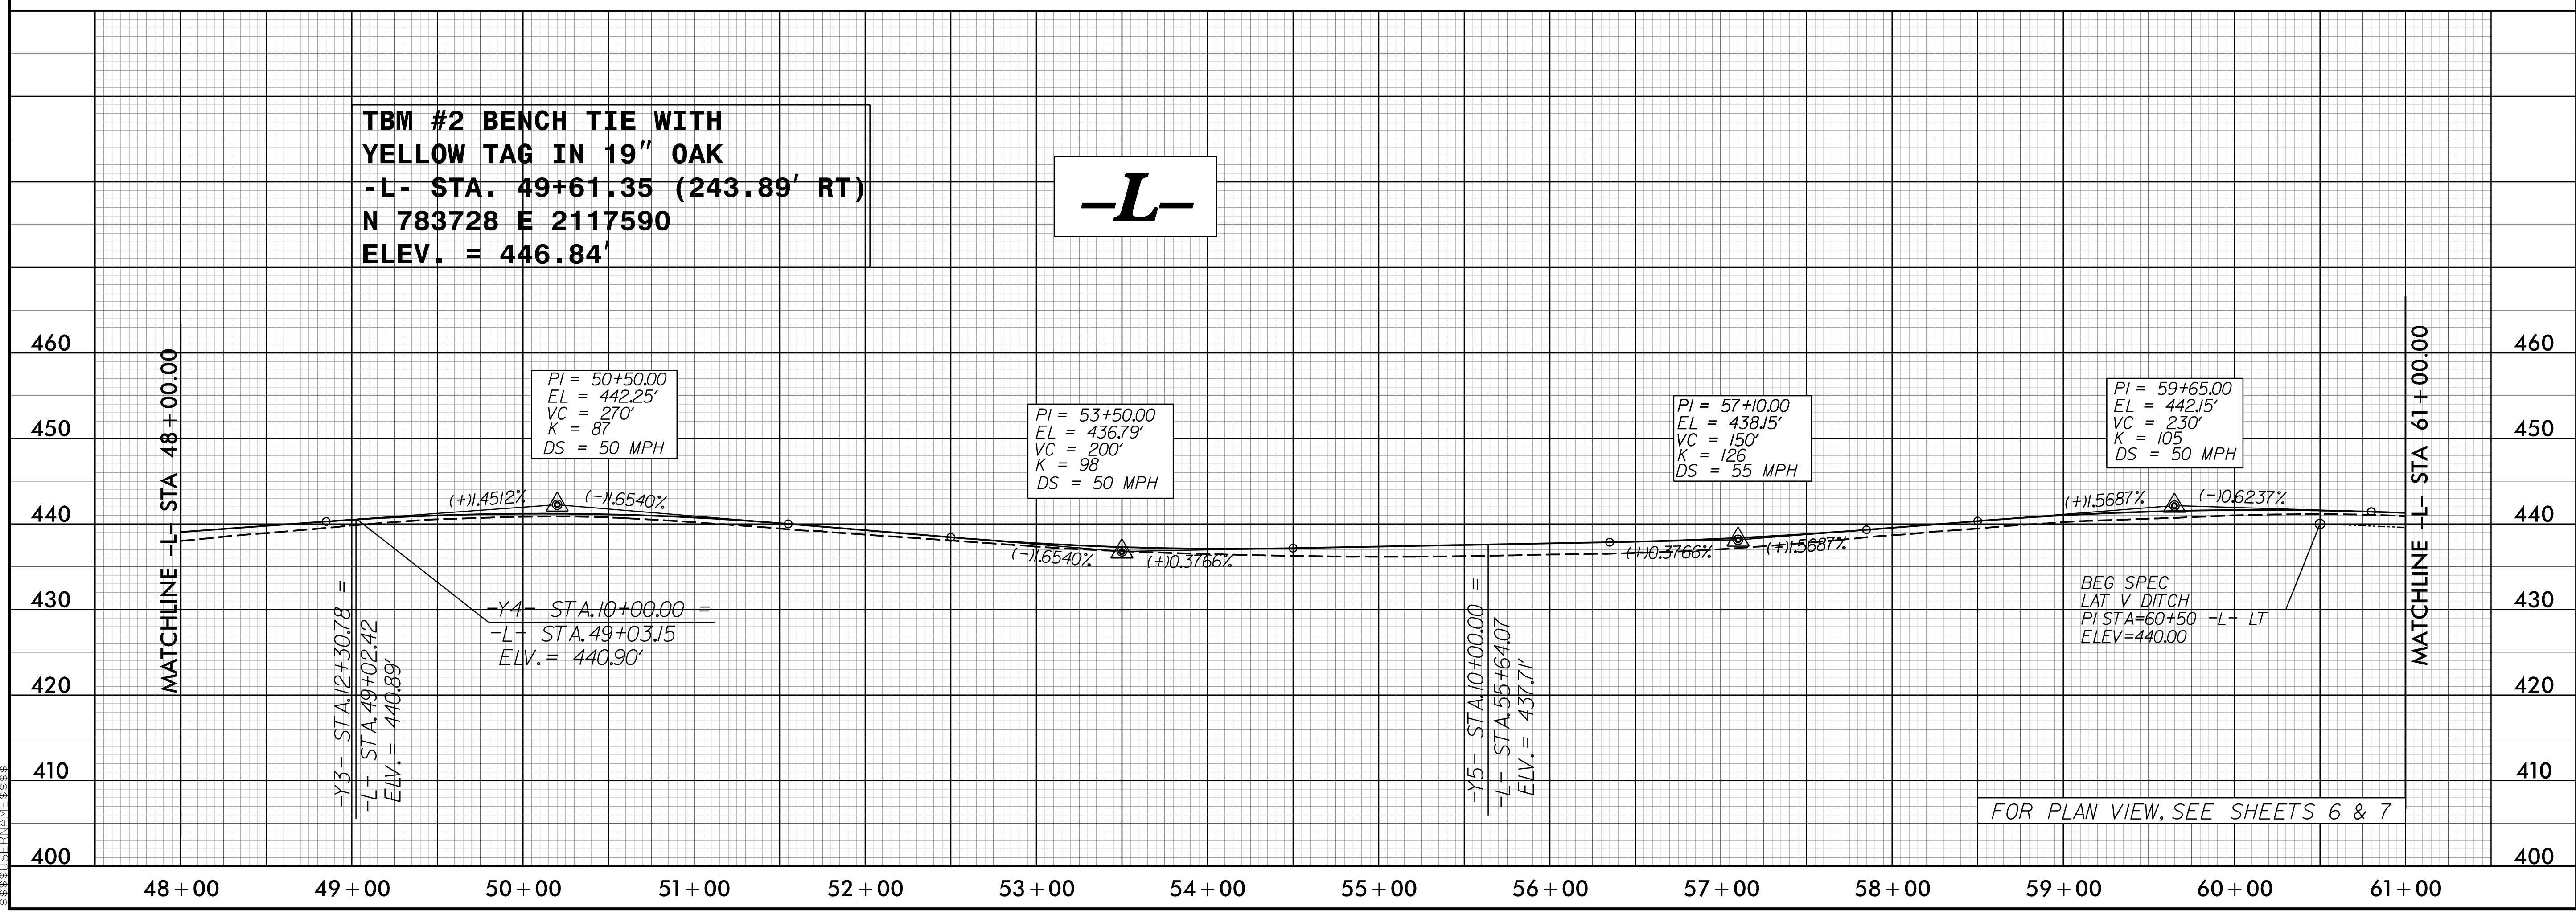 TBM #2 BENCH TIE WITH
YELLOW TAG IN 19" OAK
-L- STA. 49+61.35 (243.89' RT)
N 783728 E 2117590
ELEV. = 446.84'
-L-
460
450
440
430
420
410
400
MATCHLINE -L- STA 48+00.00
PI = 50+50.00
EL = 442.25'
VC = 270'
K = 87
DS = 50 MPH
(+)1.4512%
(-)1.6540%
PI = 53+50.00
EL = 436.79'
VC = 200'
K = 98
DS = 50 MPH
(-)1.6540%
(+)0.3766%
PI = 57+10.00
EL = 438.15'
VC = 150'
K = 126
DS = 55 MPH
(+)0.3766%
(+)1.5687%
PI = 59+65.00
EL = 442.15'
VC = 230'
K = 105
DS = 50 MPH
(+)1.5687%
(-)0.6237%
-Y3- STA.12+30.78 =
-L- STA.49+02.42
ELV.= 440.89'
-Y4- STA.10+00.00 =
-L- STA.49+03.15
ELV.= 440.90'
-Y5- STA.10+00.00 =
-L- STA.55+64.07
ELV.= 437.71'
BEG SPEC
LAT V DITCH
PI STA=60+50 -L- LT
ELEV=440.00
MATCHLINE -L- STA 61+00.00
460
450
440
430
420
410
400
FOR PLAN VIEW, SEE SHEETS 6 & 7
48+00 49+00 50+00 51+00 52+00 53+00 54+00 55+00 56+00 57+00 58+00 59+00 60+00 61+00